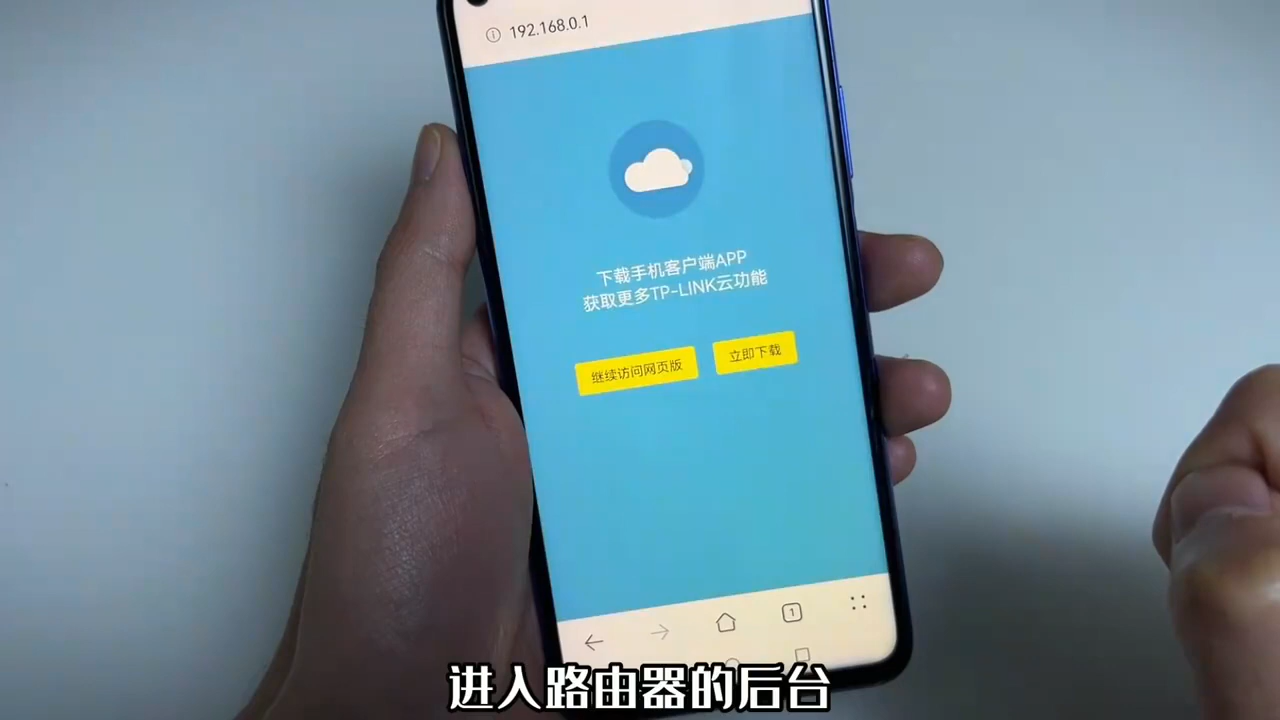 192.168.0.1
下载手机客户端APP
获取更多TP-LINK云功能
继续访问网页版
立即下载
1
进入路由器的后台